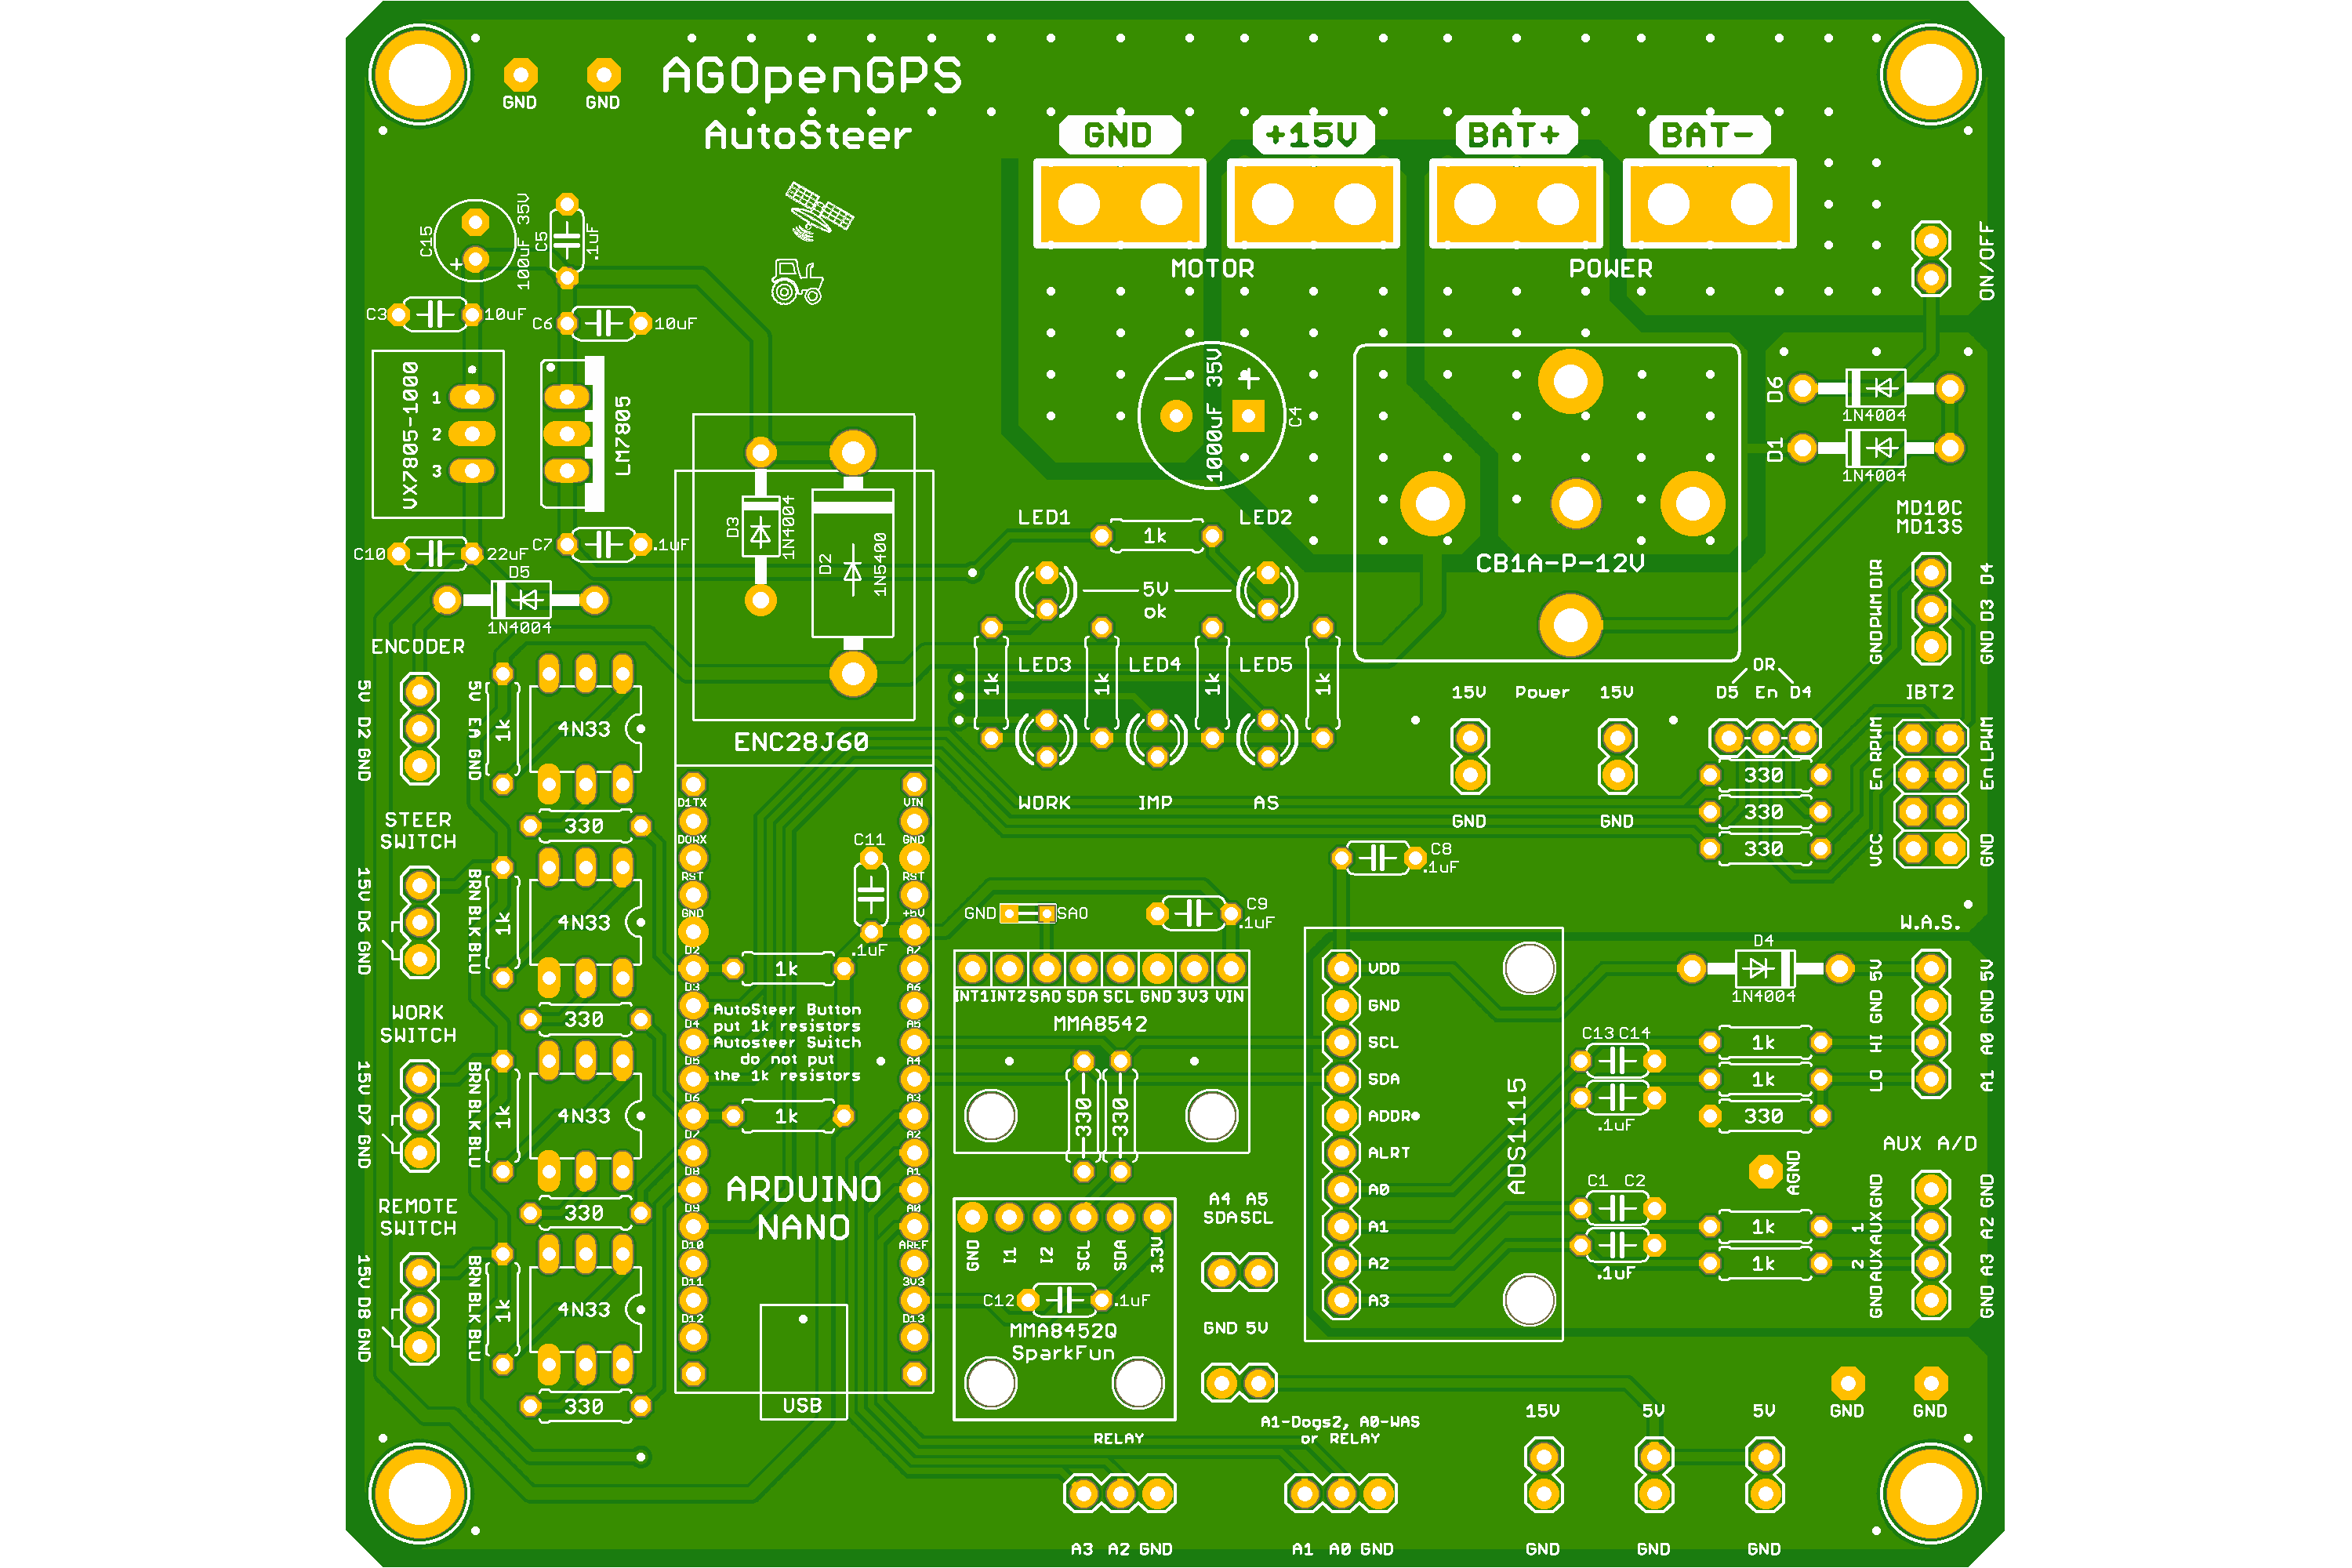 AGOpenGPS
GND GND
AutoSteer
GND +15V BAT+ BAT-
MOTOR POWER
ON/OFF
C15 100uF 35V C5 .1uF
C3 10uF C6 10uF
VX7805-1000
1
2
3
LM7805
1000uF 35V
- +
C4
D6
1N4004
D1
1N4004
MD10C
MD13S
C10 22uF C7 .1uF
D5
1N4004
D3 1N4004 D2 1N5400
LED1 1k LED2
5V
ok
CB1A-P-12V
GND PWM DIR
GND D3 D4
ENCODER
5V D2 GND
5V EA GND
1k 4N33
330
ENC28J60
LED3 LED4 LED5
1k 1k 1k 1k
WORK IMP AS
15V Power 15V
GND GND
OR
D5 En D4
IBT2
En RPWM
En LPWM
330
330
330
VCC GND
STEER
SWITCH
15V D6 GND
BRN BLK BLU
1k 4N33
330
WORK
SWITCH
15V D7 GND
BRN BLK BLU
1k 4N33
330
REMOTE
SWITCH
15V D8 GND
BRN BLK BLU
1k 4N33
330
D1TX VIN
DORX GND
RST RST
GND +5V
D2 A7
D3 A6
D4 A5
D5 A4
D6 A3
D7 A2
D8 A1
D9 A0
D10 AREF
D11 3V3
D12 D13
C11
.1uF
1k
AutoSteer Button
put 1k resistors
Autosteer Switch
do not put
the 1k resistors
1k
ARDUINO
NANO
USB
C8
.1uF
GND SAO
C9
.1uF
INT1 INT2 SAO SDA SCL GND 3V3 VIN
MMA8542
330 330
GND I1 I2 SCL SDA 3.3V
C12 .1uF
MMA8452Q
SparkFun
A4 A5
SDA SCL
GND 5V
VDD
GND
SCL
SDA
ADDR
ALRT
A0
A1
A2
A3
ADS1115
W.A.S.
D4
1N4004
LO HI GND 5V
A1 A0 GND 5V
C13 C14
.1uF
1k
1k
330
AUX A/D
AGND
C1 C2
.1uF
1k
1k
GND AUX 2 AUX 1 GND
GND A3 A2 GND
A1-Dogs2, A0-WAS
or RELAY
RELAY
15V 5V 5V GND GND
A3 A2 GND A1 A0 GND GND GND GND